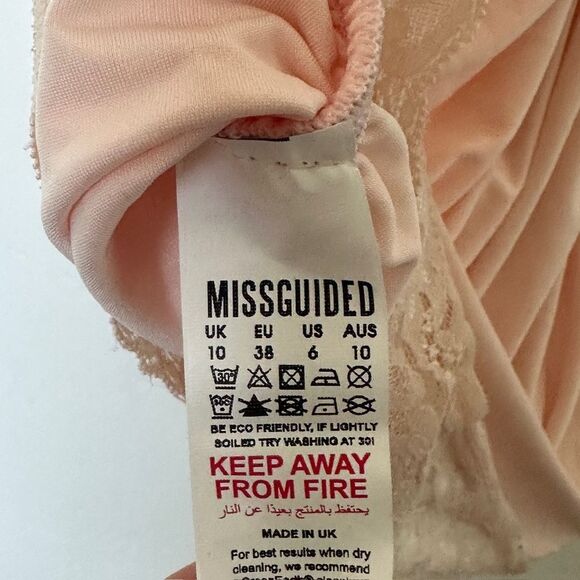 MISSGUIDED
UK EU US AUS
10 38 6 10
30°
BE ECO FRIENDLY, IF LIGHTLY
SOILED TRY WASHING AT 30!
KEEP AWAY
FROM FIRE
يحتفظ بالمنتج بعيدًا عن النار
MADE IN UK
For best results when dry
cleaning, we recommend